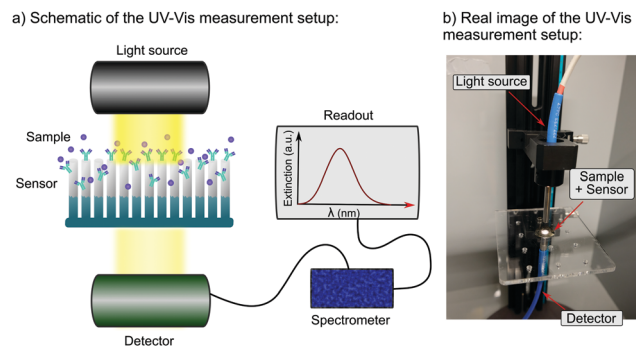 a) Schematic of the UV-Vis measurement setup:
Light source
Sample
Sensor
Detector
Readout
Extinction (a.u.)
λ (nm)
Spectrometer
b) Real image of the UV-Vis
measurement setup:
Light source
Sample
+ Sensor
Detector